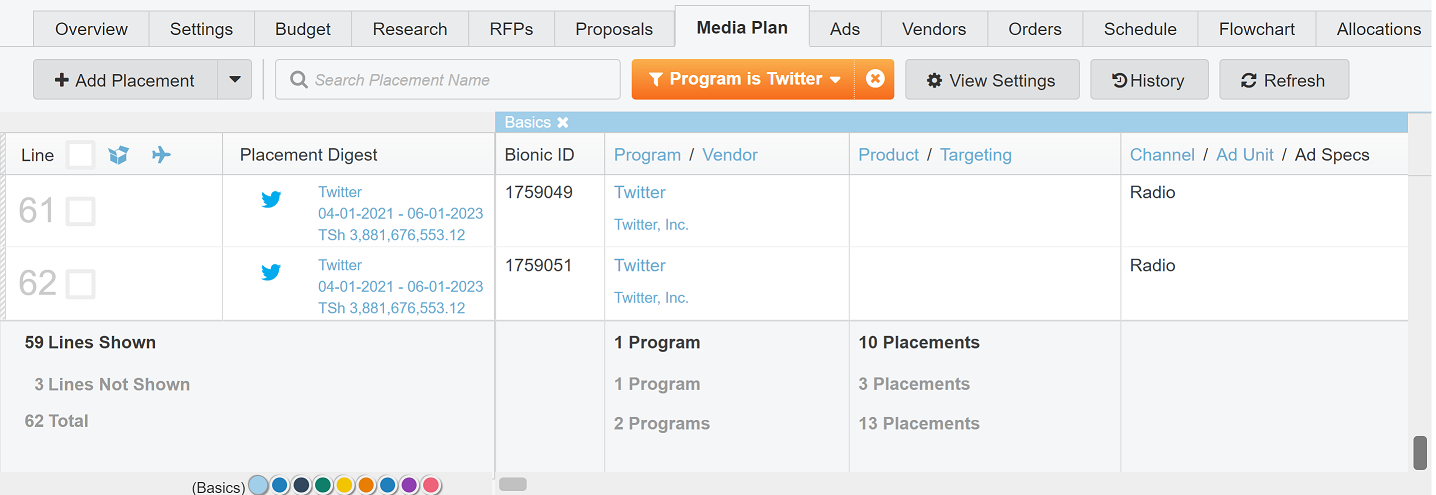 Overview Settings Budget Research RFPs Proposals Media Plan Ads Vendors Orders Schedule Flowchart Allocations
Add Placement Search Placement Name Program is Twitter View Settings History Refresh
Basics
Line Placement Digest Bionic ID Program / Vendor Product / Targeting Channel / Ad Unit / Ad Specs
61 Twitter 1759049 Twitter Radio
04-01-2021 - 06-01-2023 Twitter, Inc.
TSh 3,881,676,553.12
62 Twitter 1759051 Twitter Radio
04-01-2021 - 06-01-2023 Twitter, Inc.
TSh 3,881,676,553.12
59 Lines Shown 1 Program 10 Placements
3 Lines Not Shown 1 Program 3 Placements
62 Total 2 Programs 13 Placements
(Basics)